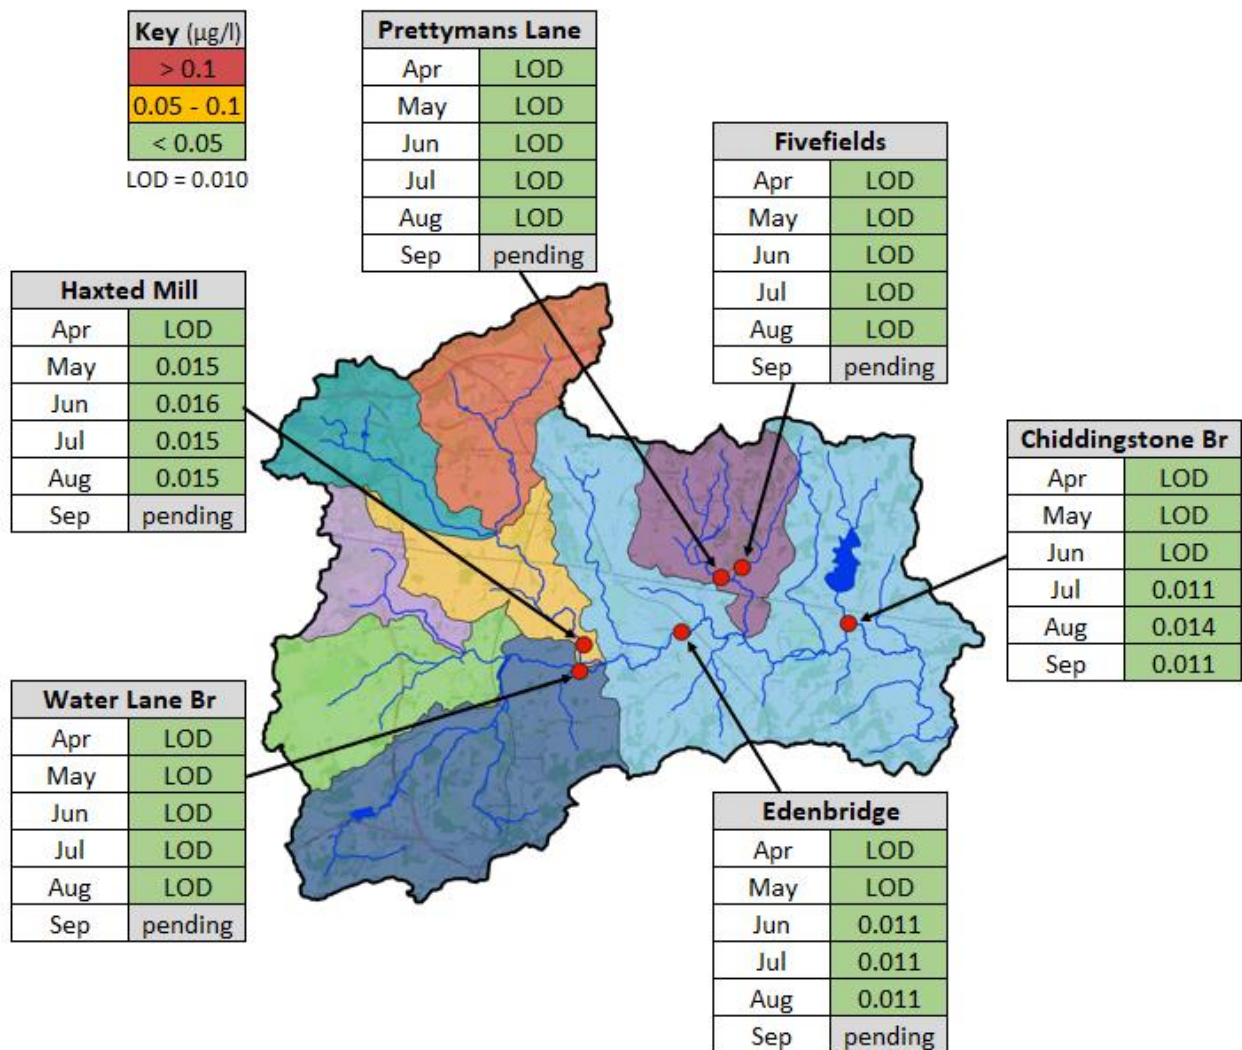 Key (µg/l)
> 0.1
0.05 - 0.1
< 0.05
LOD = 0.010
Prettymans Lane
Apr LOD
May LOD
Jun LOD
Jul LOD
Aug LOD
Sep pending
Fivefields
Apr LOD
May LOD
Jun LOD
Jul LOD
Aug LOD
Sep pending
Haxted Mill
Apr LOD
May 0.015
Jun 0.016
Jul 0.015
Aug 0.015
Sep pending
Chiddingstone Br
Apr LOD
May LOD
Jun LOD
Jul 0.011
Aug 0.014
Sep 0.011
Water Lane Br
Apr LOD
May LOD
Jun LOD
Jul LOD
Aug LOD
Sep pending
Edenbridge
Apr LOD
May LOD
Jun 0.011
Jul 0.011
Aug 0.011
Sep pending